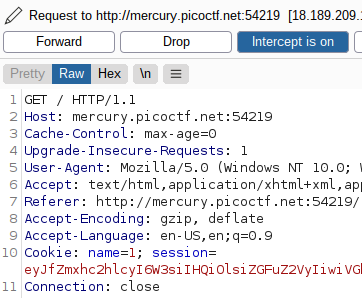 Request to http://mercury.picoctf.net:54219 [18.189.209.
Forward Drop Intercept is on
Pretty Raw Hex \n
1 GET / HTTP/1.1
2 Host: mercury.picoctf.net:54219
3 Cache-Control: max-age=0
4 Upgrade-Insecure-Requests: 1
5 User-Agent: Mozilla/5.0 (Windows NT 10.0; W
6 Accept: text/html,application/xhtml+xml,ap
7 Referer: http://mercury.picoctf.net:54219/
8 Accept-Encoding: gzip, deflate
9 Accept-Language: en-US,en;q=0.9
10 Cookie: name=1; session=
eyJfZmxhc2hlcyI6W3siIHQiOlsiZGFuZ2VyIiwiVGh
11 Connection: close